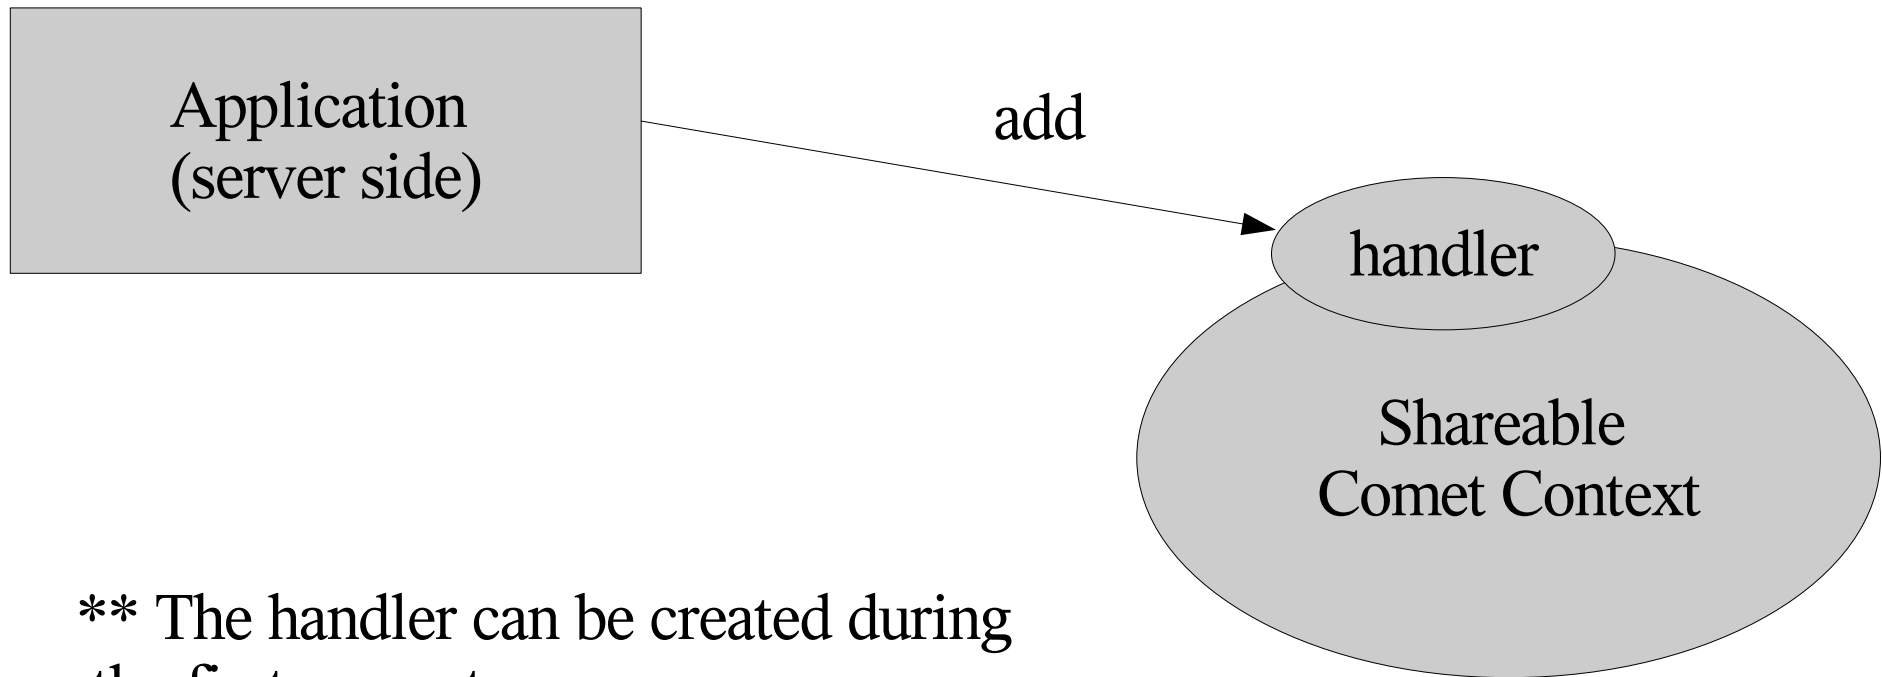 Application
(server side)
add
handler
Shareable
Comet Context
** The handler can be created during